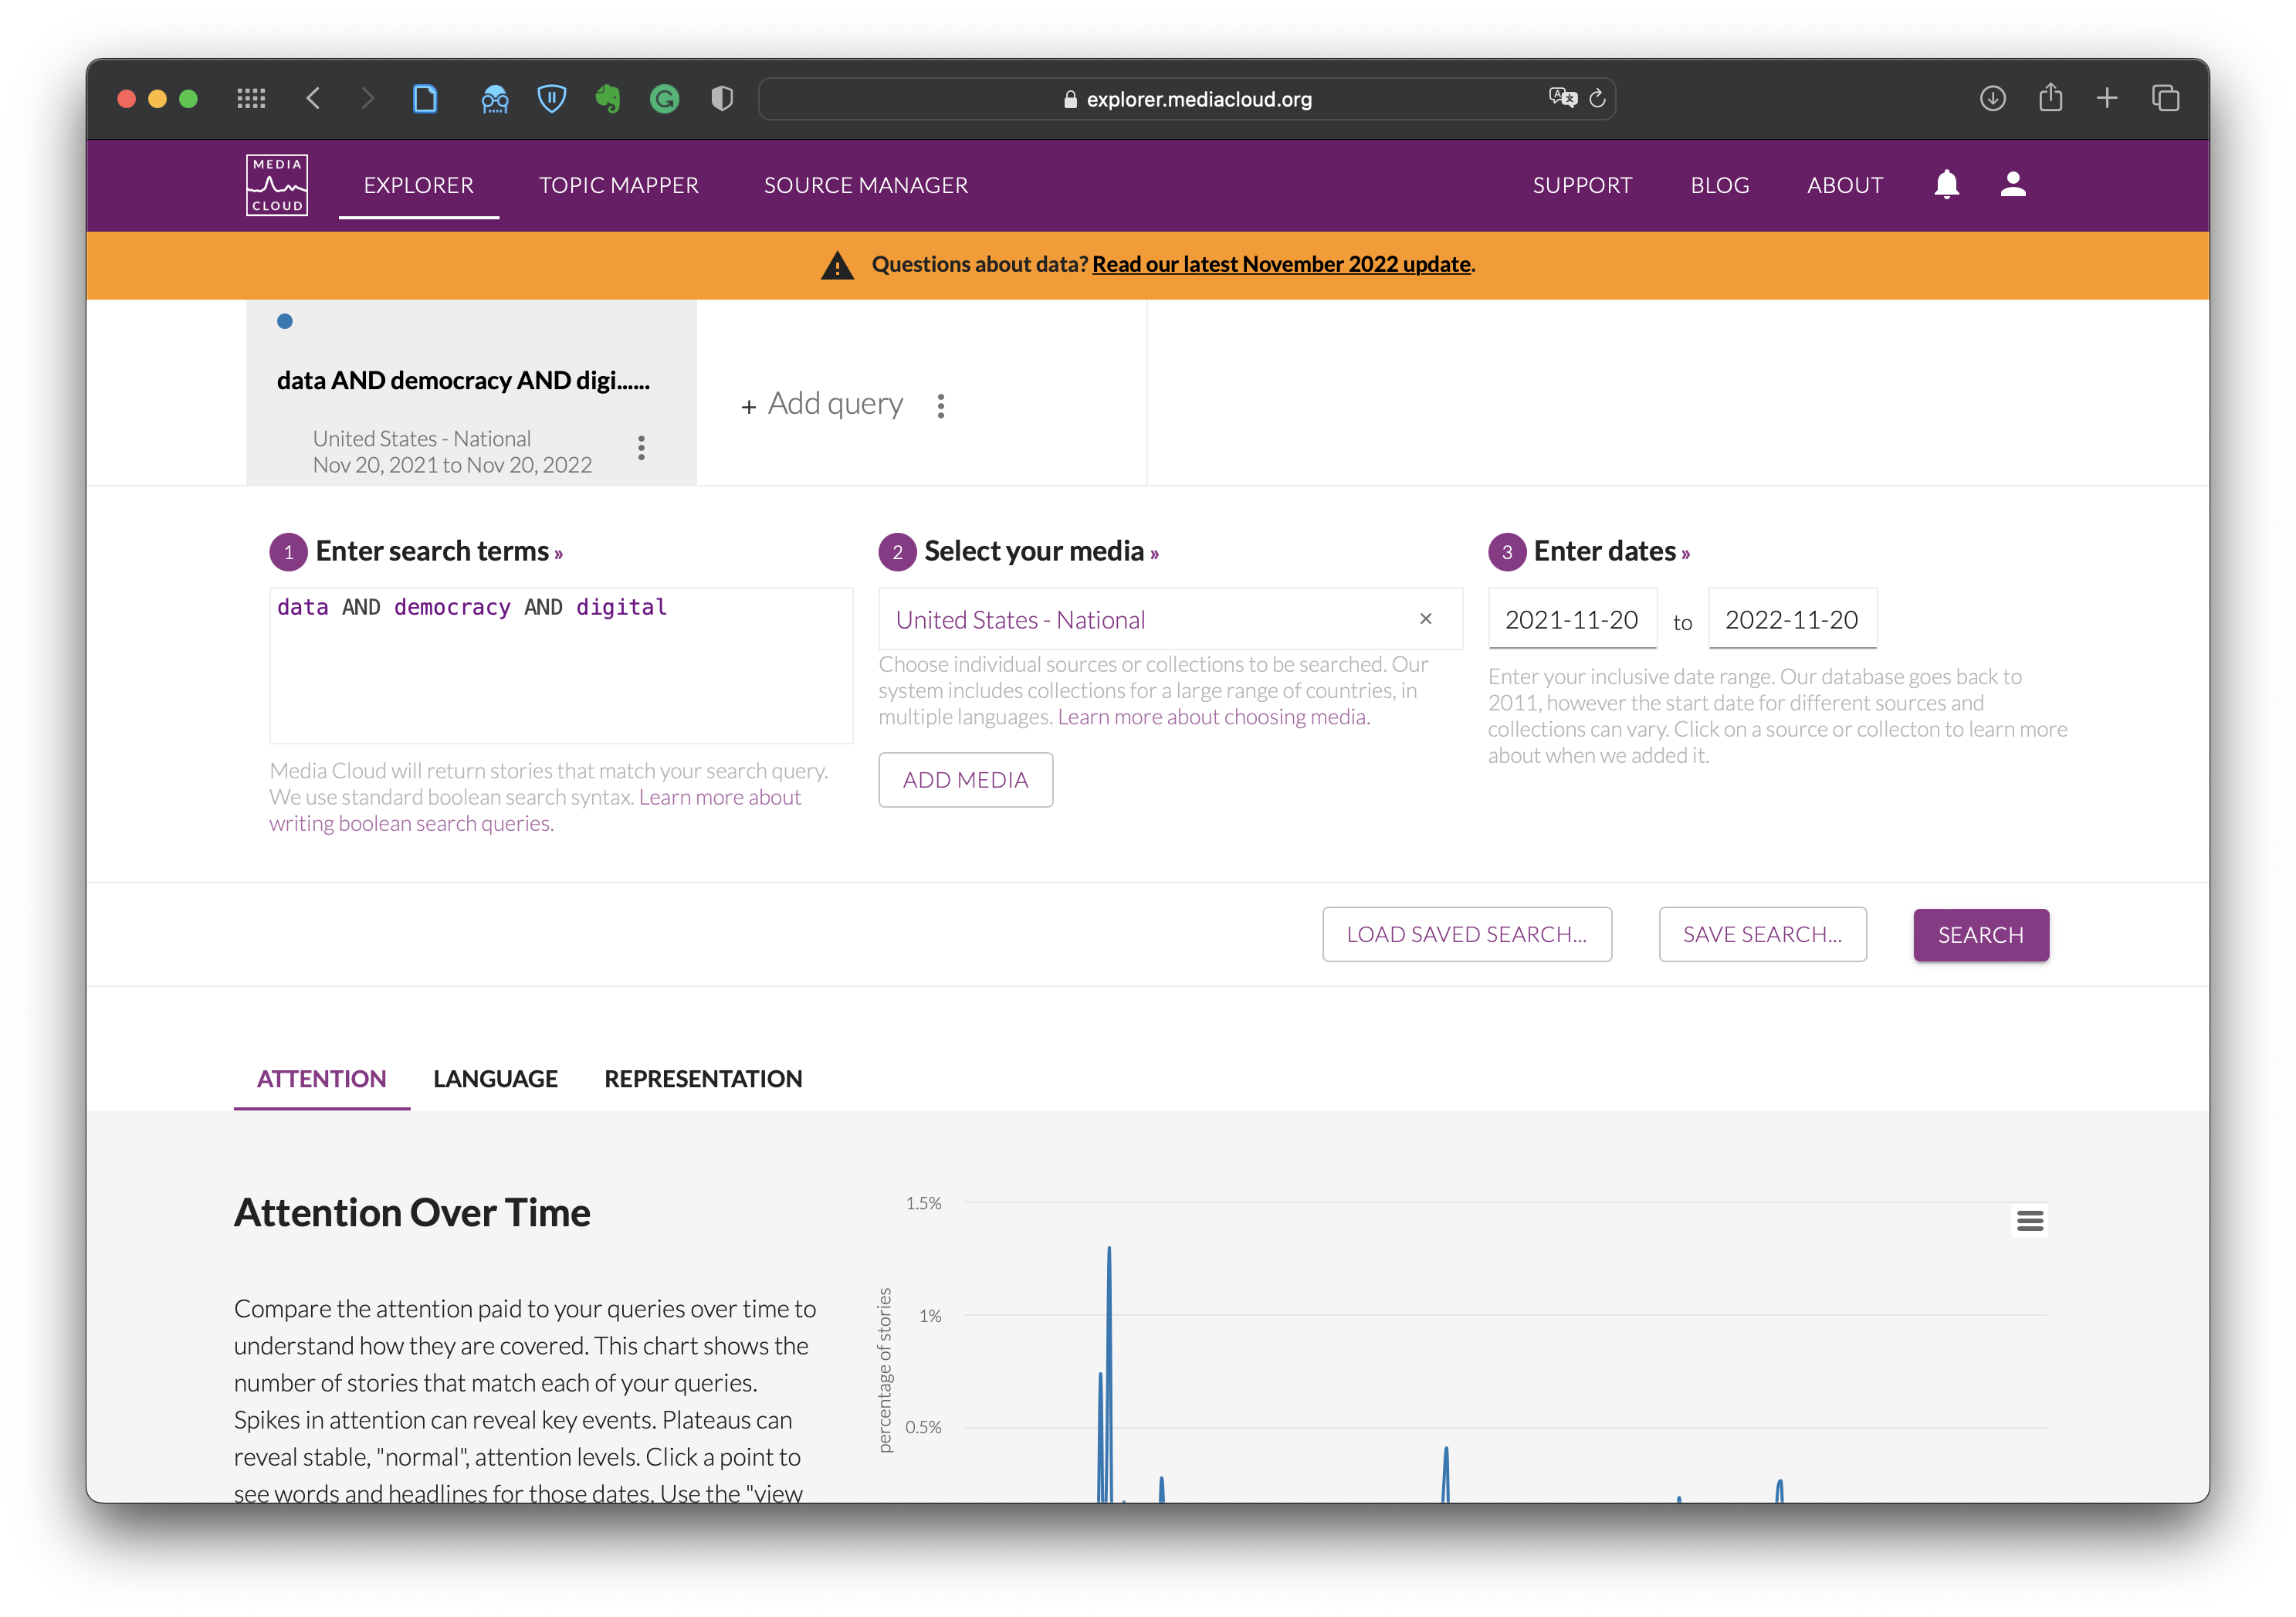 explorer.mediacloud.org
MEDIA
CLOUD
EXPLORER
TOPIC MAPPER
SOURCE MANAGER
SUPPORT
BLOG
ABOUT
Questions about data? Read our latest November 2022 update.
data AND democracy AND digi......
United States - National
Nov 20, 2021 to Nov 20, 2022
+ Add query
1 Enter search terms »
data AND democracy AND digital
Media Cloud will return stories that match your search query.
We use standard boolean search syntax. Learn more about
writing boolean search queries.
2 Select your media »
United States - National ×
Choose individual sources or collections to be searched. Our
system includes collections for a large range of countries, in
multiple languages. Learn more about choosing media.
ADD MEDIA
3 Enter dates »
2021-11-20 to 2022-11-20
Enter your inclusive date range. Our database goes back to
2011, however the start date for different sources and
collections can vary. Click on a source or collecton to learn more
about when we added it.
LOAD SAVED SEARCH...
SAVE SEARCH...
SEARCH
ATTENTION
LANGUAGE
REPRESENTATION
Attention Over Time
Compare the attention paid to your queries over time to
understand how they are covered. This chart shows the
number of stories that match each of your queries.
Spikes in attention can reveal key events. Plateaus can
reveal stable, "normal", attention levels. Click a point to
see words and headlines for those dates. Use the "view
percentage of stories
1.5%
1%
0.5%